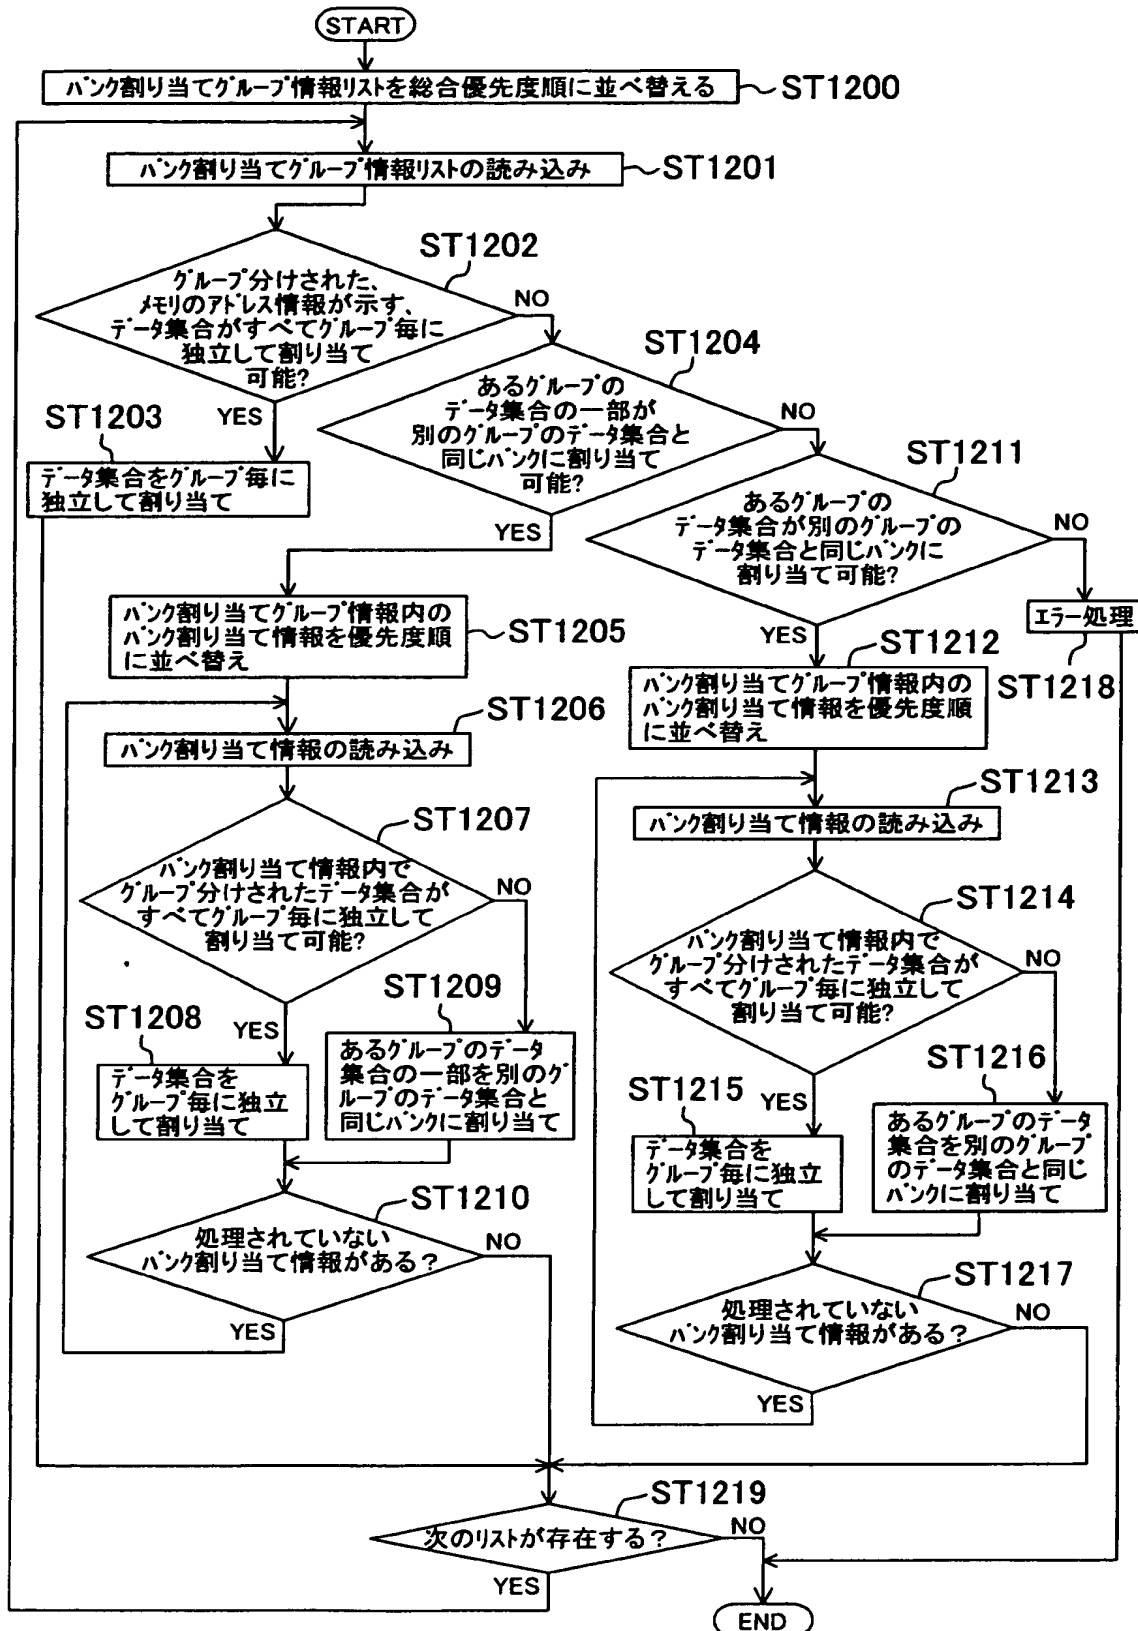 START
バンク割り当てグループ情報リストを総合優先度順に並べ替える
ST1200
バンク割り当てグループ情報リストの読み込み
ST1201
ST1202
グループ分けされた、
メモリのアドレス情報が示す、
データ集合がすべてグループ毎に
独立して割り当て
可能?
NO
YES
ST1203
データ集合をグループ毎に
独立して割り当て
ST1204
あるグループの
データ集合の一部が
別のグループのデータ集合と
同じバンクに割り当て
可能?
NO
YES
ST1211
あるグループの
データ集合が別のグループの
データ集合と同じバンクに
割り当て可能?
NO
YES
エラー処理
ST1218
バンク割り当てグループ情報内の
バンク割り当て情報を優先度順
に並べ替え
ST1205
ST1206
バンク割り当て情報の読み込み
ST1207
バンク割り当て情報内で
グループ分けされたデータ集合が
すべてグループ毎に独立して
割り当て可能?
NO
YES
ST1208
データ集合を
グループ毎に独立
して割り当て
ST1209
あるグループのデータ
集合の一部を別のグ
ループのデータ集合と
同じバンクに割り当て
ST1210
処理されていない
バンク割り当て情報がある?
NO
YES
ST1212
バンク割り当てグループ情報内の
バンク割り当て情報を優先度順
に並べ替え
ST1213
バンク割り当て情報の読み込み
ST1214
バンク割り当て情報内で
グループ分けされたデータ集合が
すべてグループ毎に独立して
割り当て可能?
NO
YES
ST1215
データ集合を
グループ毎に独立
して割り当て
ST1216
あるグループのデータ
集合を別のグループ
のデータ集合と同じ
バンクに割り当て
ST1217
処理されていない
バンク割り当て情報がある?
NO
YES
ST1219
次のリストが存在する?
NO
YES
END